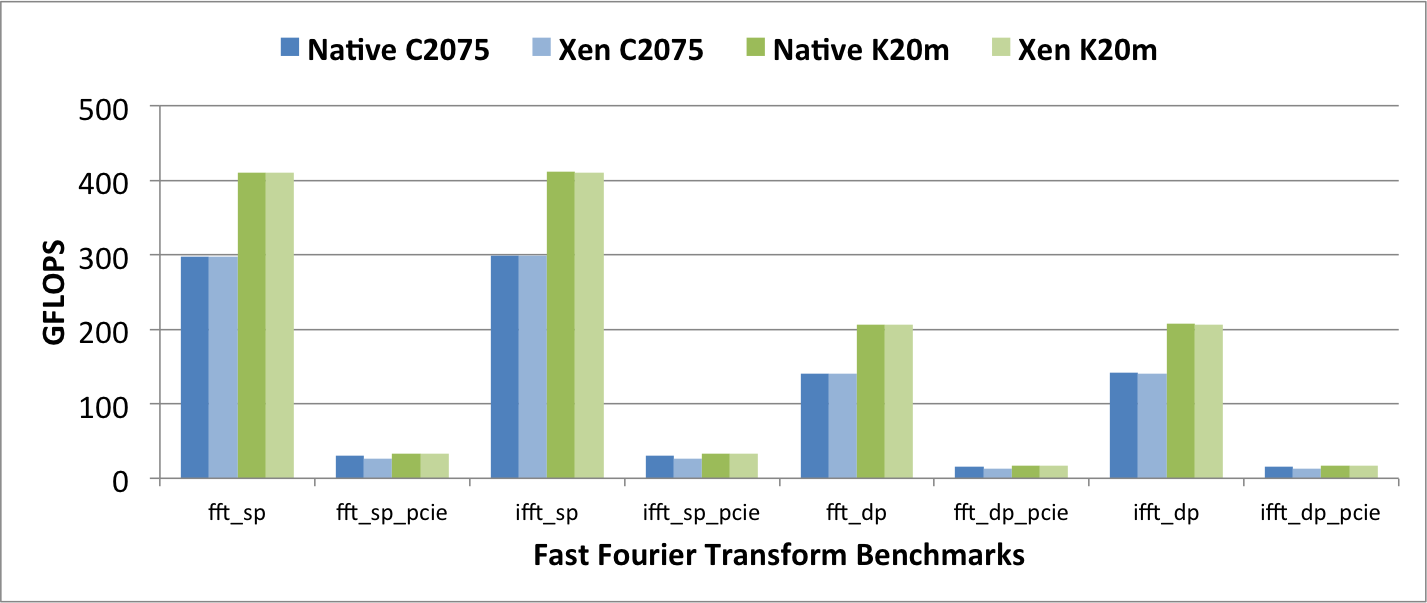 Native C2075 Xen C2075 Native K20m Xen K20m
500
400
300
200
100
0
GFLOPS
fft_sp fft_sp_pcie ifft_sp ifft_sp_pcie fft_dp fft_dp_pcie ifft_dp ifft_dp_pcie
Fast Fourier Transform Benchmarks